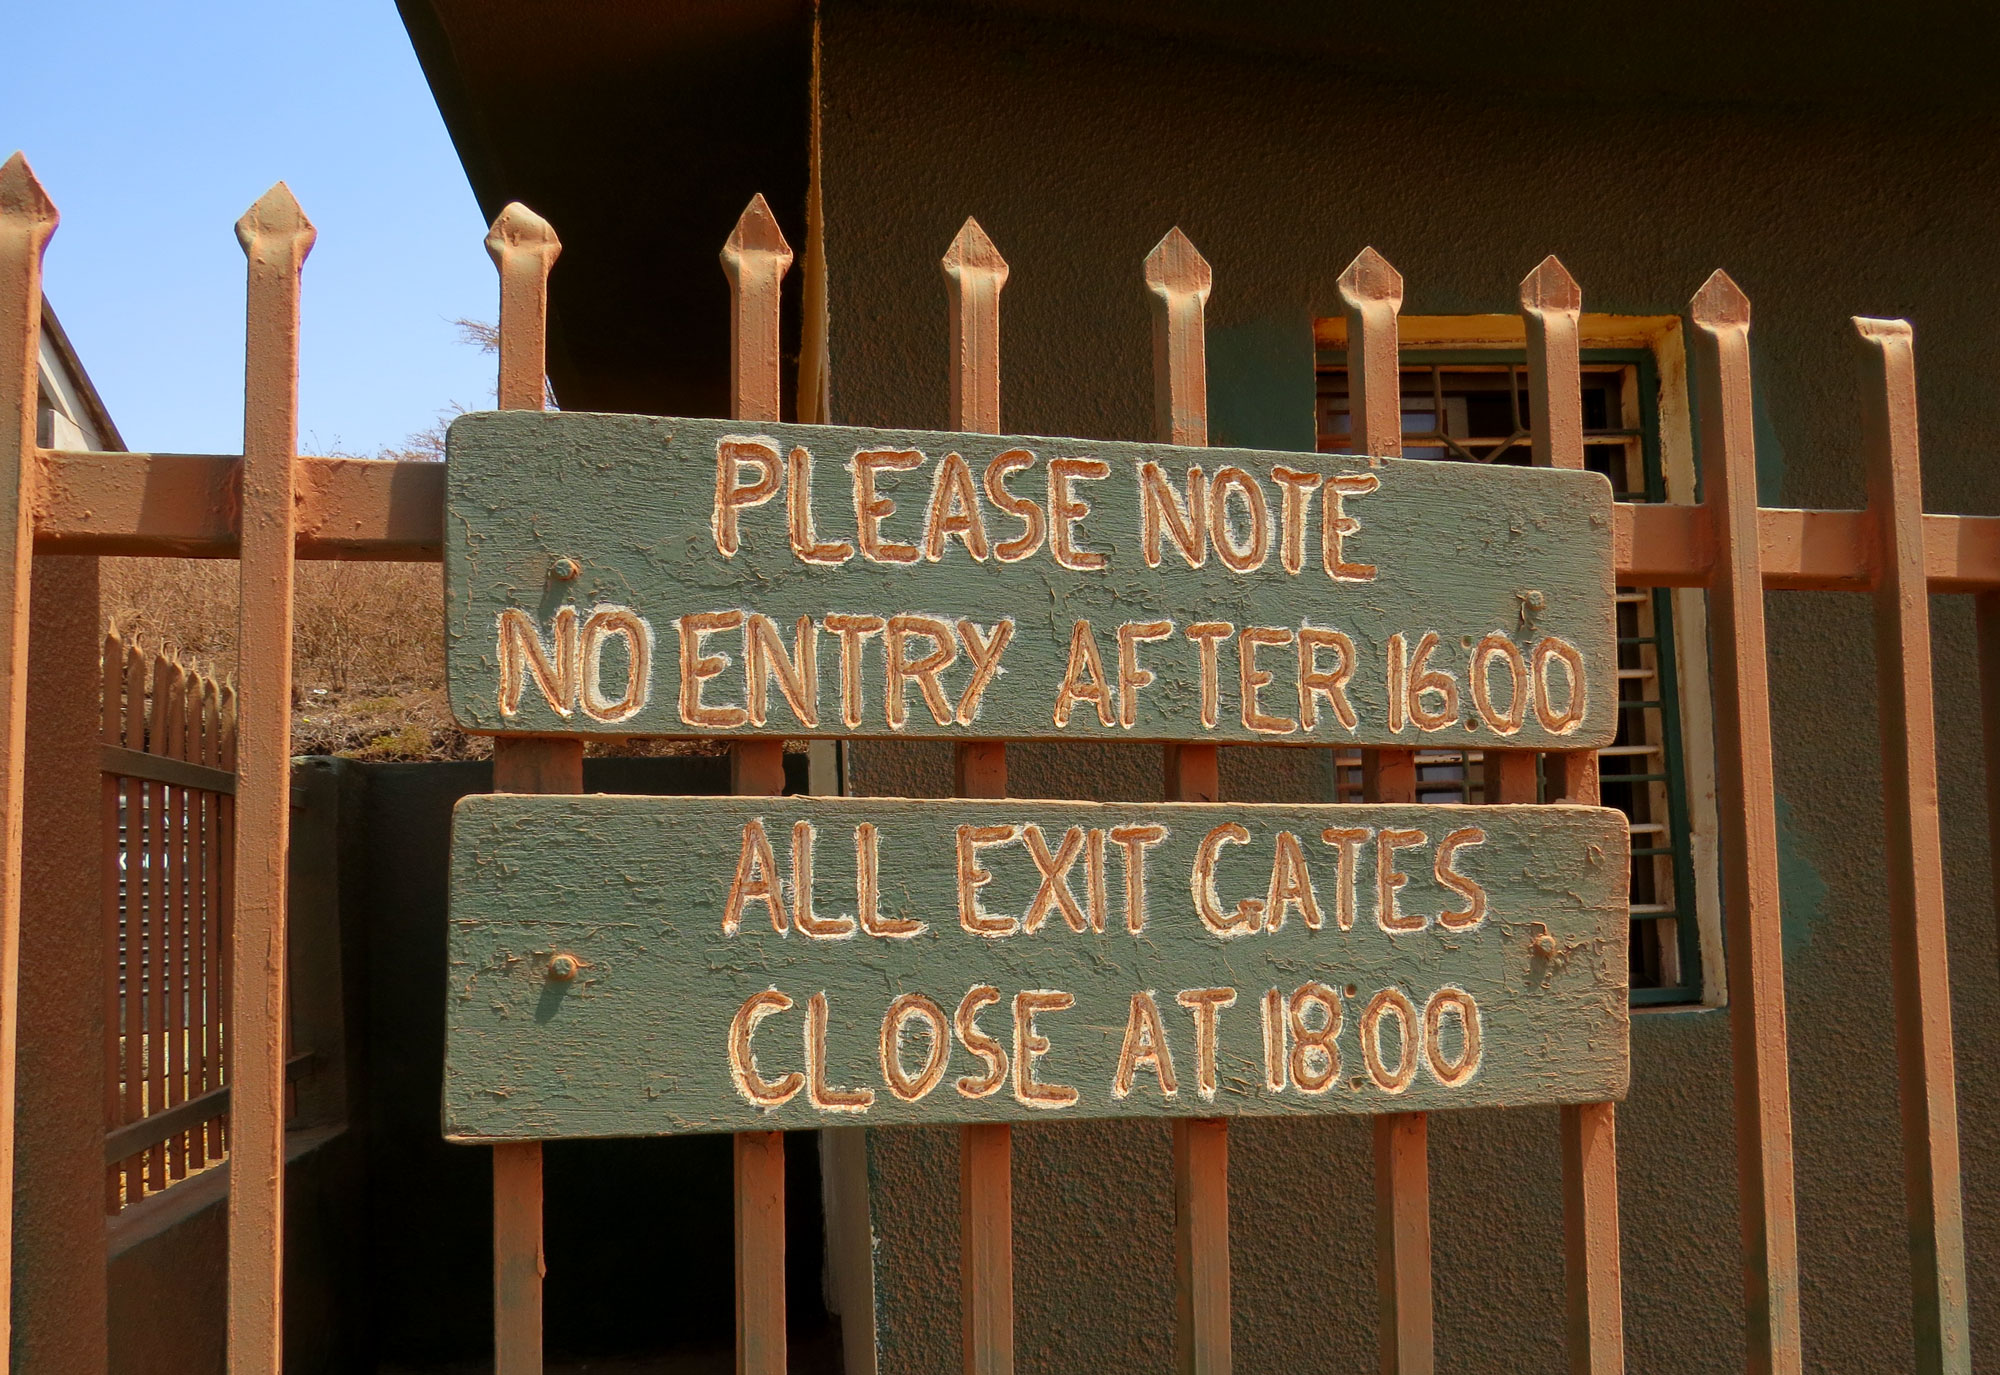 PLEASE NOTE
NO ENTRY AFTER 16:00
ALL EXIT GATES
CLOSE AT 18:00